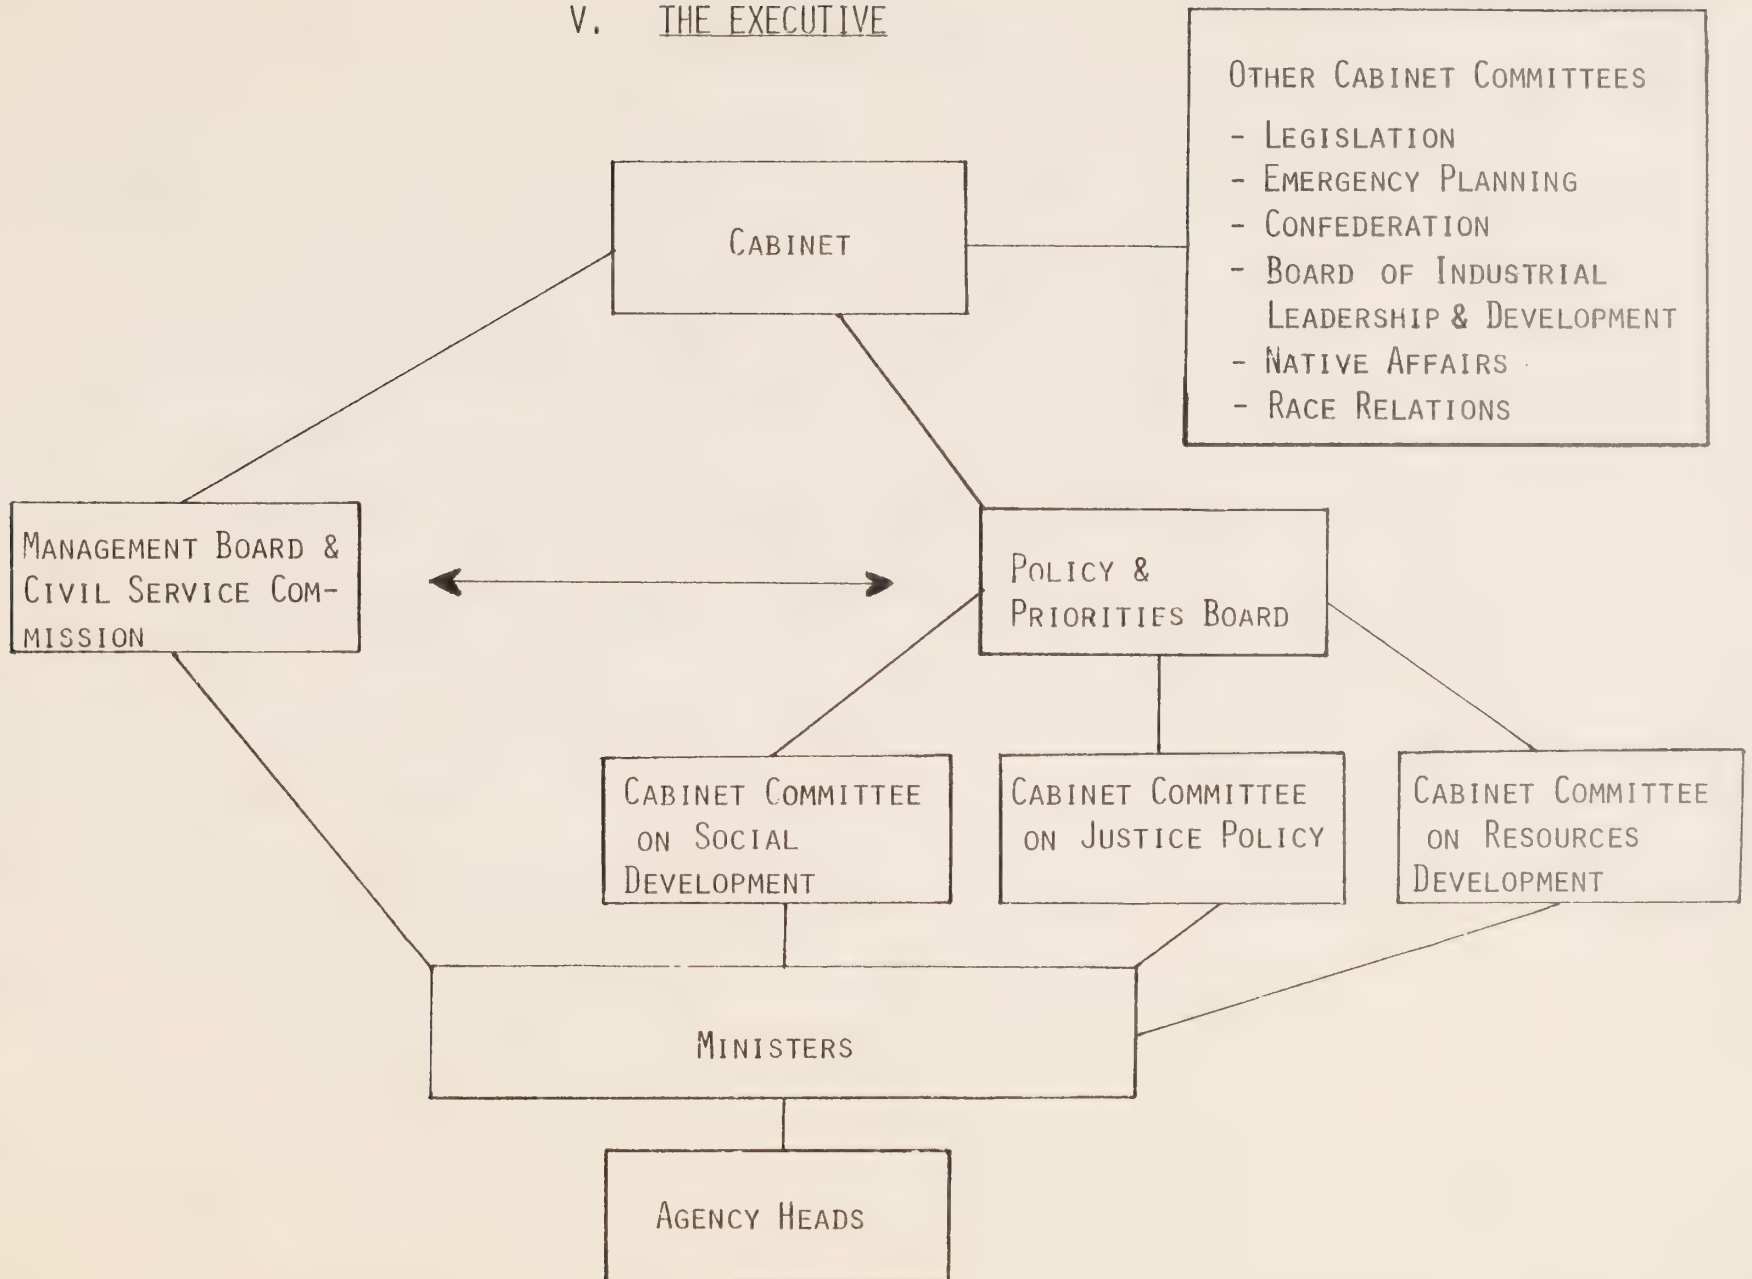 V. THE EXECUTIVE
OTHER CABINET COMMITTEES
- LEGISLATION
- EMERGENCY PLANNING
- CONFEDERATION
- BOARD OF INDUSTRIAL
LEADERSHIP & DEVELOPMENT
- NATIVE AFFAIRS
- RACE RELATIONS
CABINET
MANAGEMENT BOARD &
CIVIL SERVICE COM-
MISSION
POLICY &
PRIORITIES BOARD
CABINET COMMITTEE
ON SOCIAL
DEVELOPMENT
CABINET COMMITTEE
ON JUSTICE POLICY
CABINET COMMITTEE
ON RESOURCES
DEVELOPMENT
MINISTERS
AGENCY HEADS